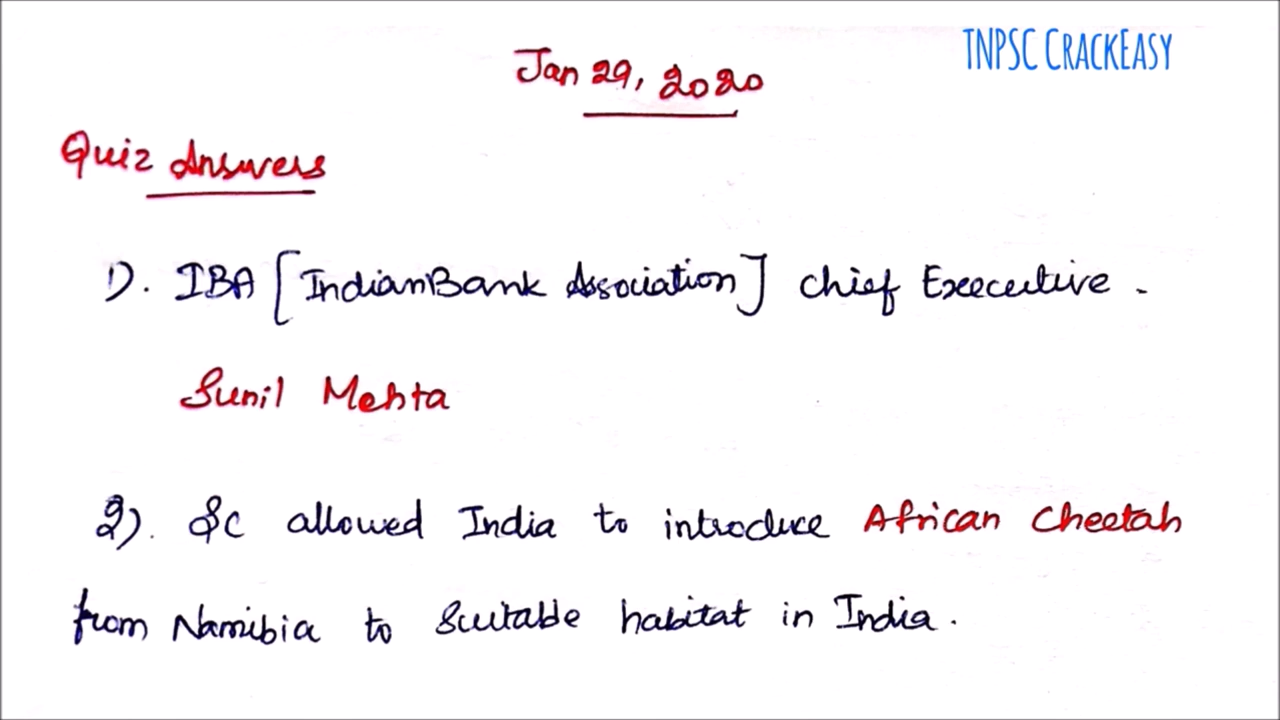 TNPSC CrackEasy
Jan 29, 2020
Quiz Answers
1). IBA [IndianBank Association] chief Executive.
Sunil Mehta
2). SC allowed India to introduce African Cheetah
from Namibia to Suitable habitat in India.